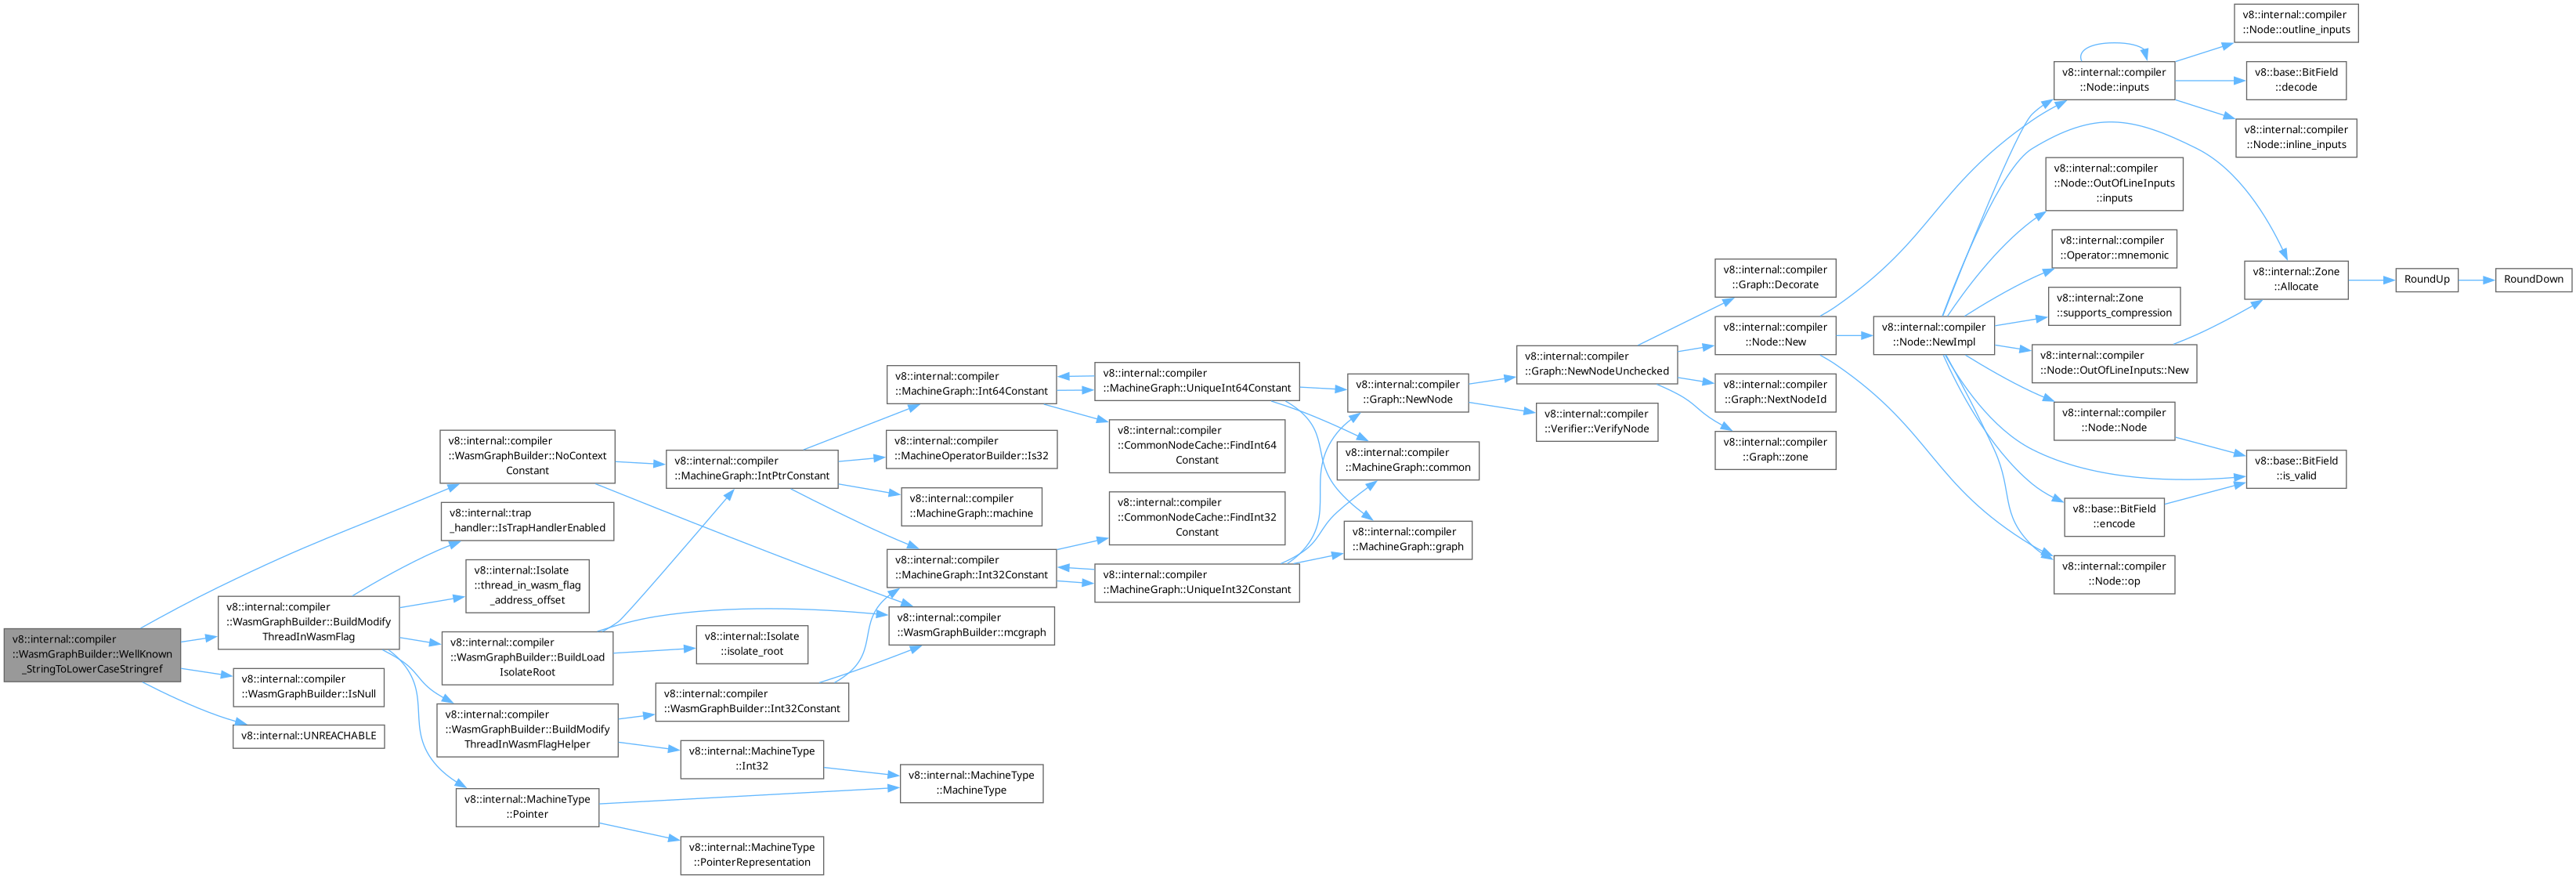 v8::internal::compiler
::WasmGraphBuilder::WellKnown
_StringToLowerCaseStringref
v8::internal::compiler
::WasmGraphBuilder::BuildModify
ThreadInWasmFlag
v8::internal::compiler
::WasmGraphBuilder::IsNull
v8::internal::UNREACHABLE
v8::internal::compiler
::WasmGraphBuilder::NoContext
Constant
v8::internal::trap
_handler::IsTrapHandlerEnabled
v8::internal::Isolate
::thread_in_wasm_flag
_address_offset
v8::internal::compiler
::WasmGraphBuilder::BuildLoad
IsolateRoot
v8::internal::compiler
::WasmGraphBuilder::BuildModify
ThreadInWasmFlagHelper
v8::internal::MachineType
::Pointer
v8::internal::compiler
::MachineGraph::IntPtrConstant
v8::internal::Isolate
::isolate_root
v8::internal::compiler
::WasmGraphBuilder::Int32Constant
v8::internal::MachineType
::Int32
v8::internal::MachineType
::PointerRepresentation
v8::internal::compiler
::MachineGraph::Int64Constant
v8::internal::compiler
::MachineOperatorBuilder::Is32
v8::internal::compiler
::MachineGraph::machine
v8::internal::compiler
::MachineGraph::Int32Constant
v8::internal::compiler
::WasmGraphBuilder::mcgraph
v8::internal::MachineType
::MachineType
v8::internal::compiler
::MachineGraph::UniqueInt64Constant
v8::internal::compiler
::CommonNodeCache::FindInt64
Constant
v8::internal::compiler
::CommonNodeCache::FindInt32
Constant
v8::internal::compiler
::MachineGraph::UniqueInt32Constant
v8::internal::compiler
::Graph::NewNode
v8::internal::compiler
::MachineGraph::common
v8::internal::compiler
::MachineGraph::graph
v8::internal::compiler
::Graph::NewNodeUnchecked
v8::internal::compiler
::Verifier::VerifyNode
v8::internal::compiler
::Graph::Decorate
v8::internal::compiler
::Node::New
v8::internal::compiler
::Graph::NextNodeId
v8::internal::compiler
::Graph::zone
v8::internal::compiler
::Node::NewImpl
v8::internal::compiler
::Node::inputs
v8::internal::compiler
::Node::OutOfLineInputs
::inputs
v8::internal::compiler
::Operator::mnemonic
v8::internal::Zone
::supports_compression
v8::internal::compiler
::Node::OutOfLineInputs::New
v8::internal::compiler
::Node::Node
v8::base::BitField
::encode
v8::internal::compiler
::Node::op
v8::internal::compiler
::Node::outline_inputs
v8::base::BitField
::decode
v8::internal::compiler
::Node::inline_inputs
v8::internal::Zone
::Allocate
v8::base::BitField
::is_valid
RoundUp
RoundDown